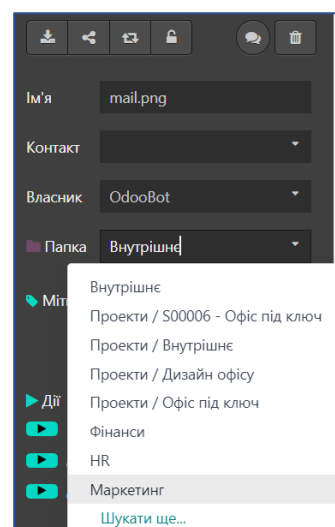 Ім'я mail.png
Контакт
Власник OdooBot
Папка Внутрішнє
Внутрішнє
Проекти / S00006 - Офіс під ключ
Проекти / Внутрішнє
Проекти / Дизайн офісу
Проекти / Офіс під ключ
Дії
Фінанси
HR
Маркетинг
Шукати ще...